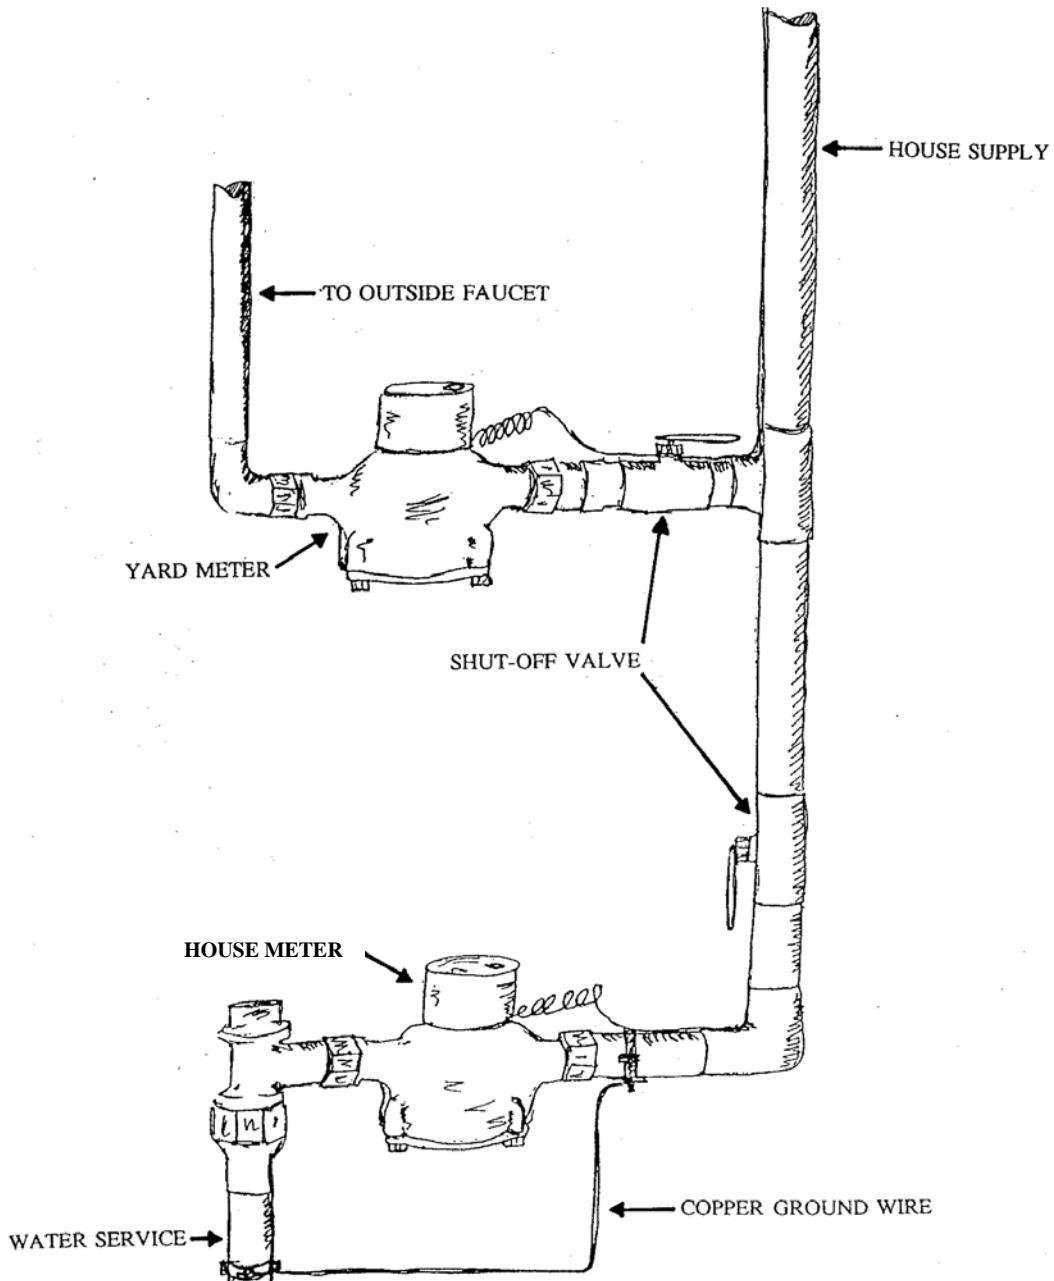 HOUSE SUPPLY
TO OUTSIDE FAUCET
YARD METER
SHUT-OFF VALVE
HOUSE METER
COPPER GROUND WIRE
WATER SERVICE